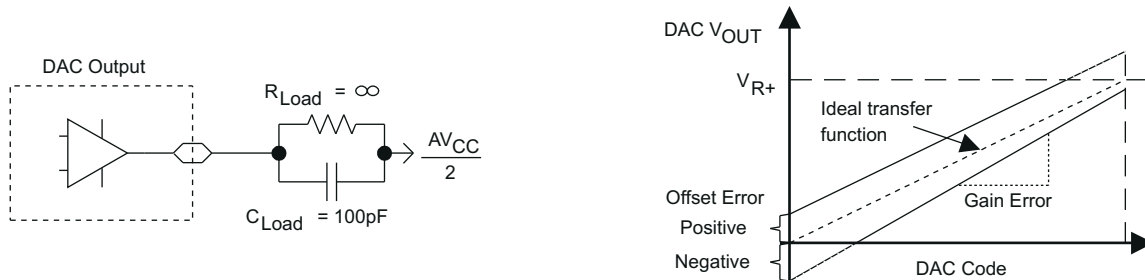 DAC Output
R Load = ∞
AV CC
2
C Load = 100pF
DAC V OUT
V R+
Ideal transfer
function
Offset Error
Positive
Negative
Gain Error
DAC Code